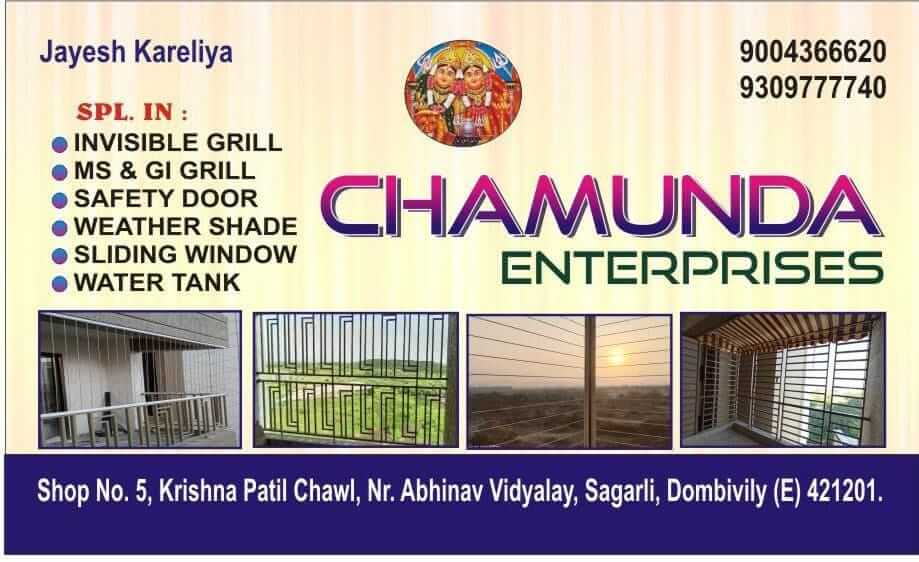 Jayesh Kareliya
9004366620
9309777740
SPL. IN :
INVISIBLE GRILL
MS & GI GRILL
SAFETY DOOR
WEATHER SHADE
SLIDING WINDOW
WATER TANK
CHAMUNDA
ENTERPRISES
Shop No. 5, Krishna Patil Chawl, Nr. Abhinav Vidyalay, Sagarli, Dombivily (E) 421201.